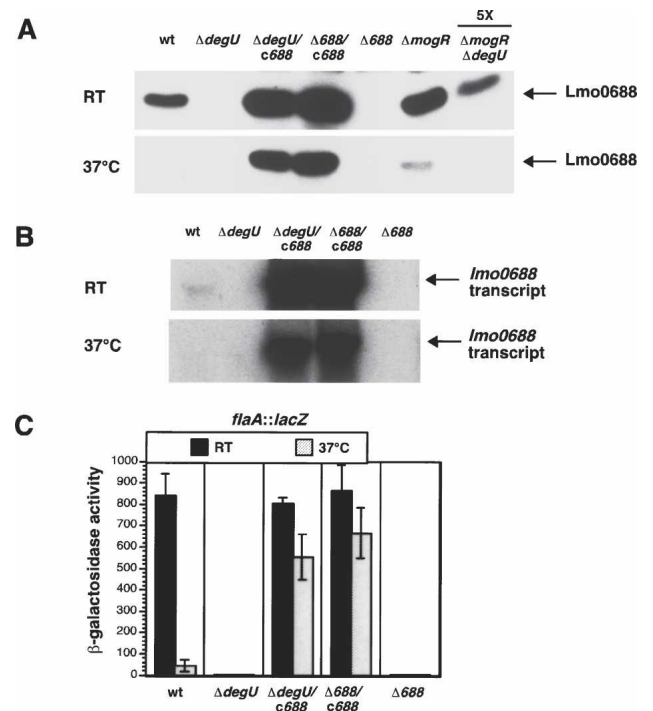 A
5X
wt ΔdegU ΔdegU/c688 Δ688/c688 Δ688 ΔmogR ΔmogR ΔdegU
RT
Lmo0688
37°C
Lmo0688
B
wt ΔdegU ΔdegU/c688 Δ688/c688 Δ688
RT
lmo0688
transcript
37°C
lmo0688
transcript
C
flaA::lacZ
RT 37°C
β-galactosidase activity
1000
900
800
700
600
500
400
300
200
100
0
wt ΔdegU ΔdegU/c688 Δ688/c688 Δ688